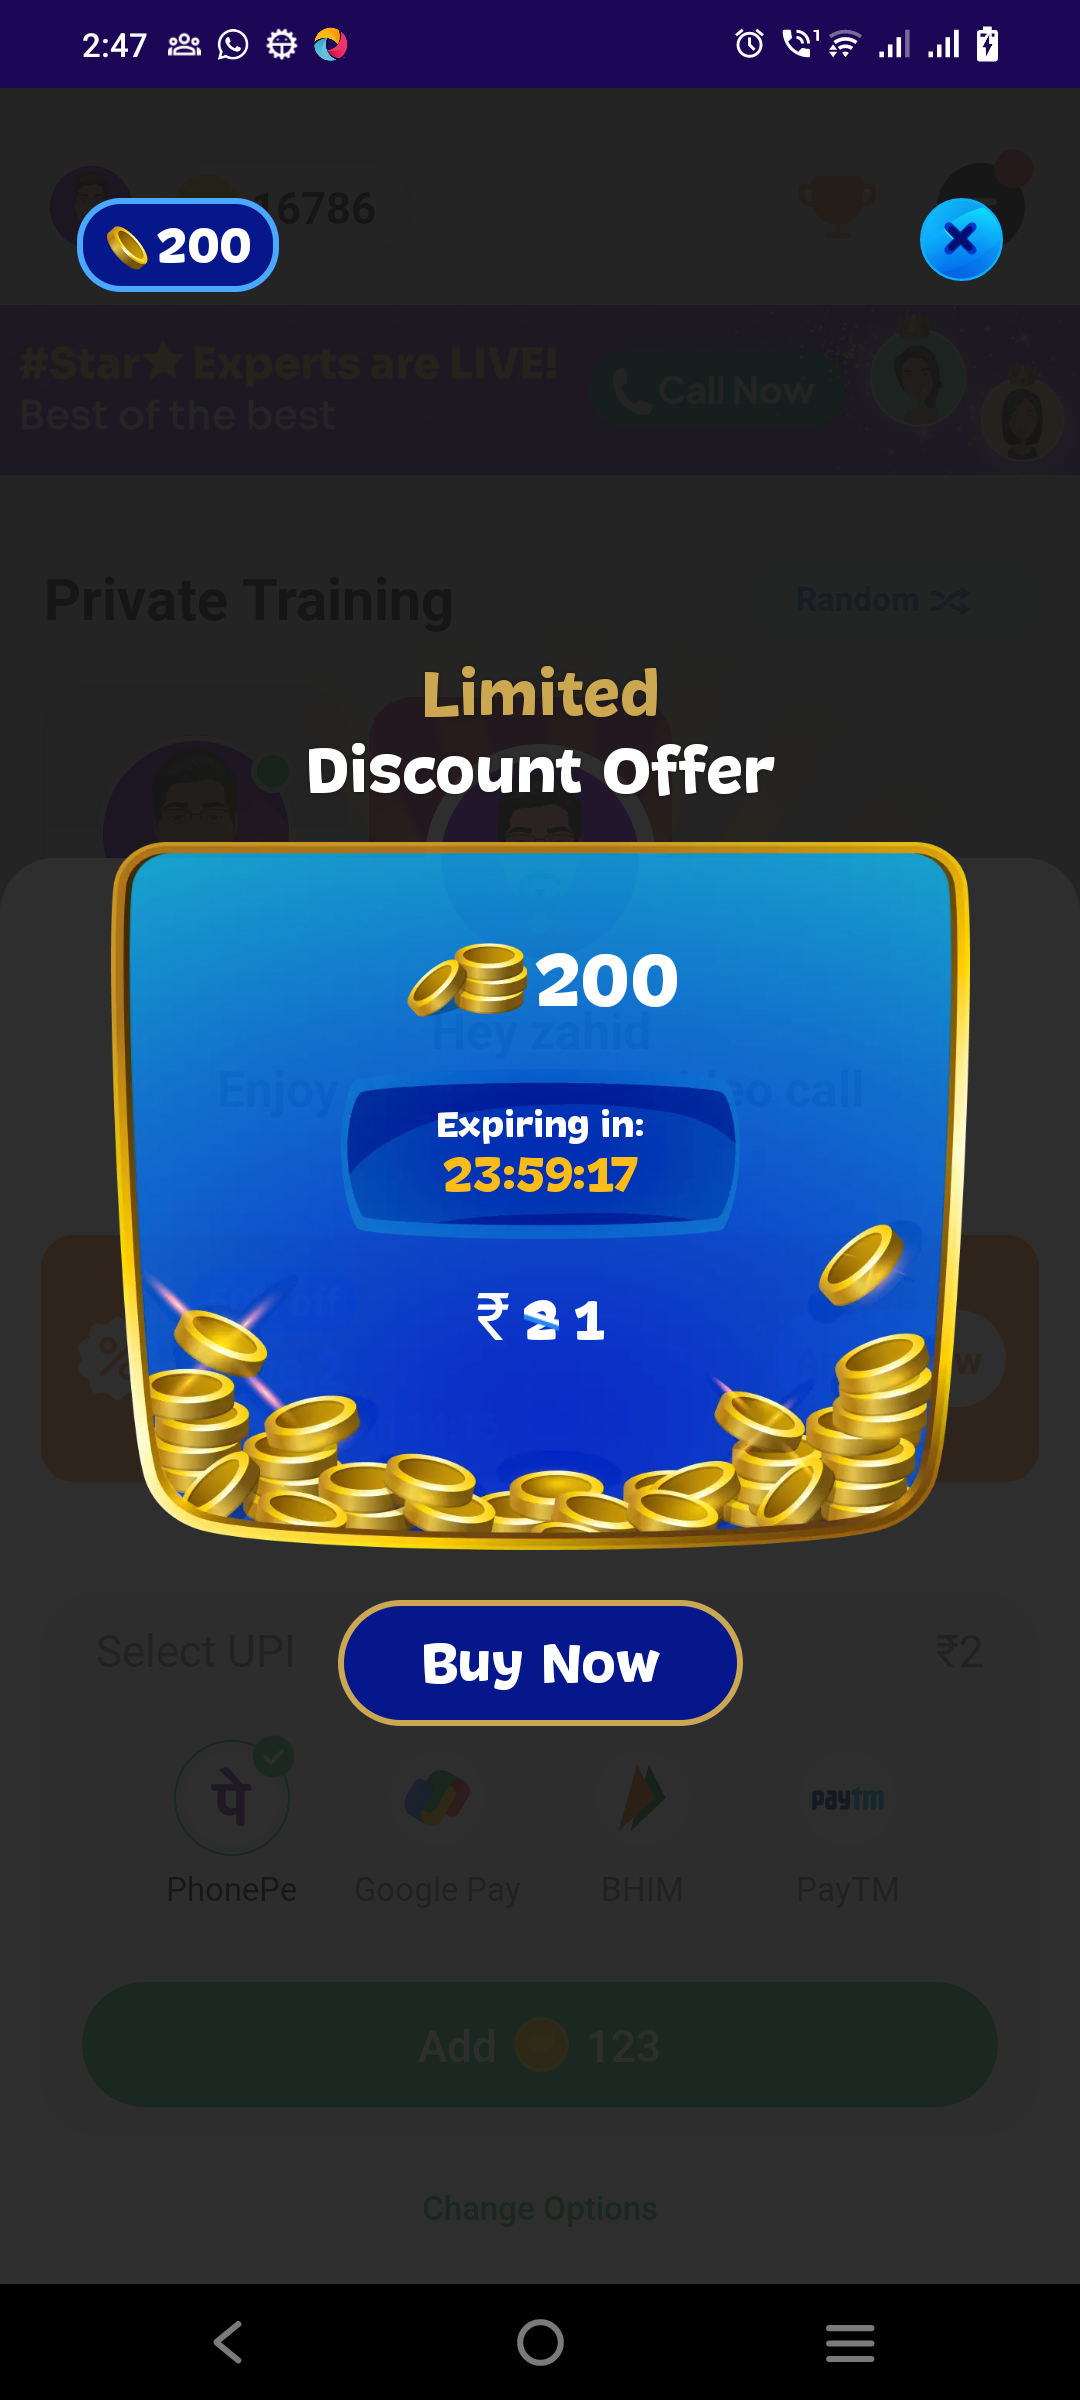 2:47
16786
200
#Star Experts are LIVE!
Best of the best
Call Now
Private Training
Random
Limited
Discount Offer
200
Hey zahid
Enjoy
call
Expiring in:
23:59:17
₹ 2 1
Select UPI
₹2
Buy Now
पे
paytm
PhonePe
Google Pay
BHIM
PayTM
Add 123
Change Options